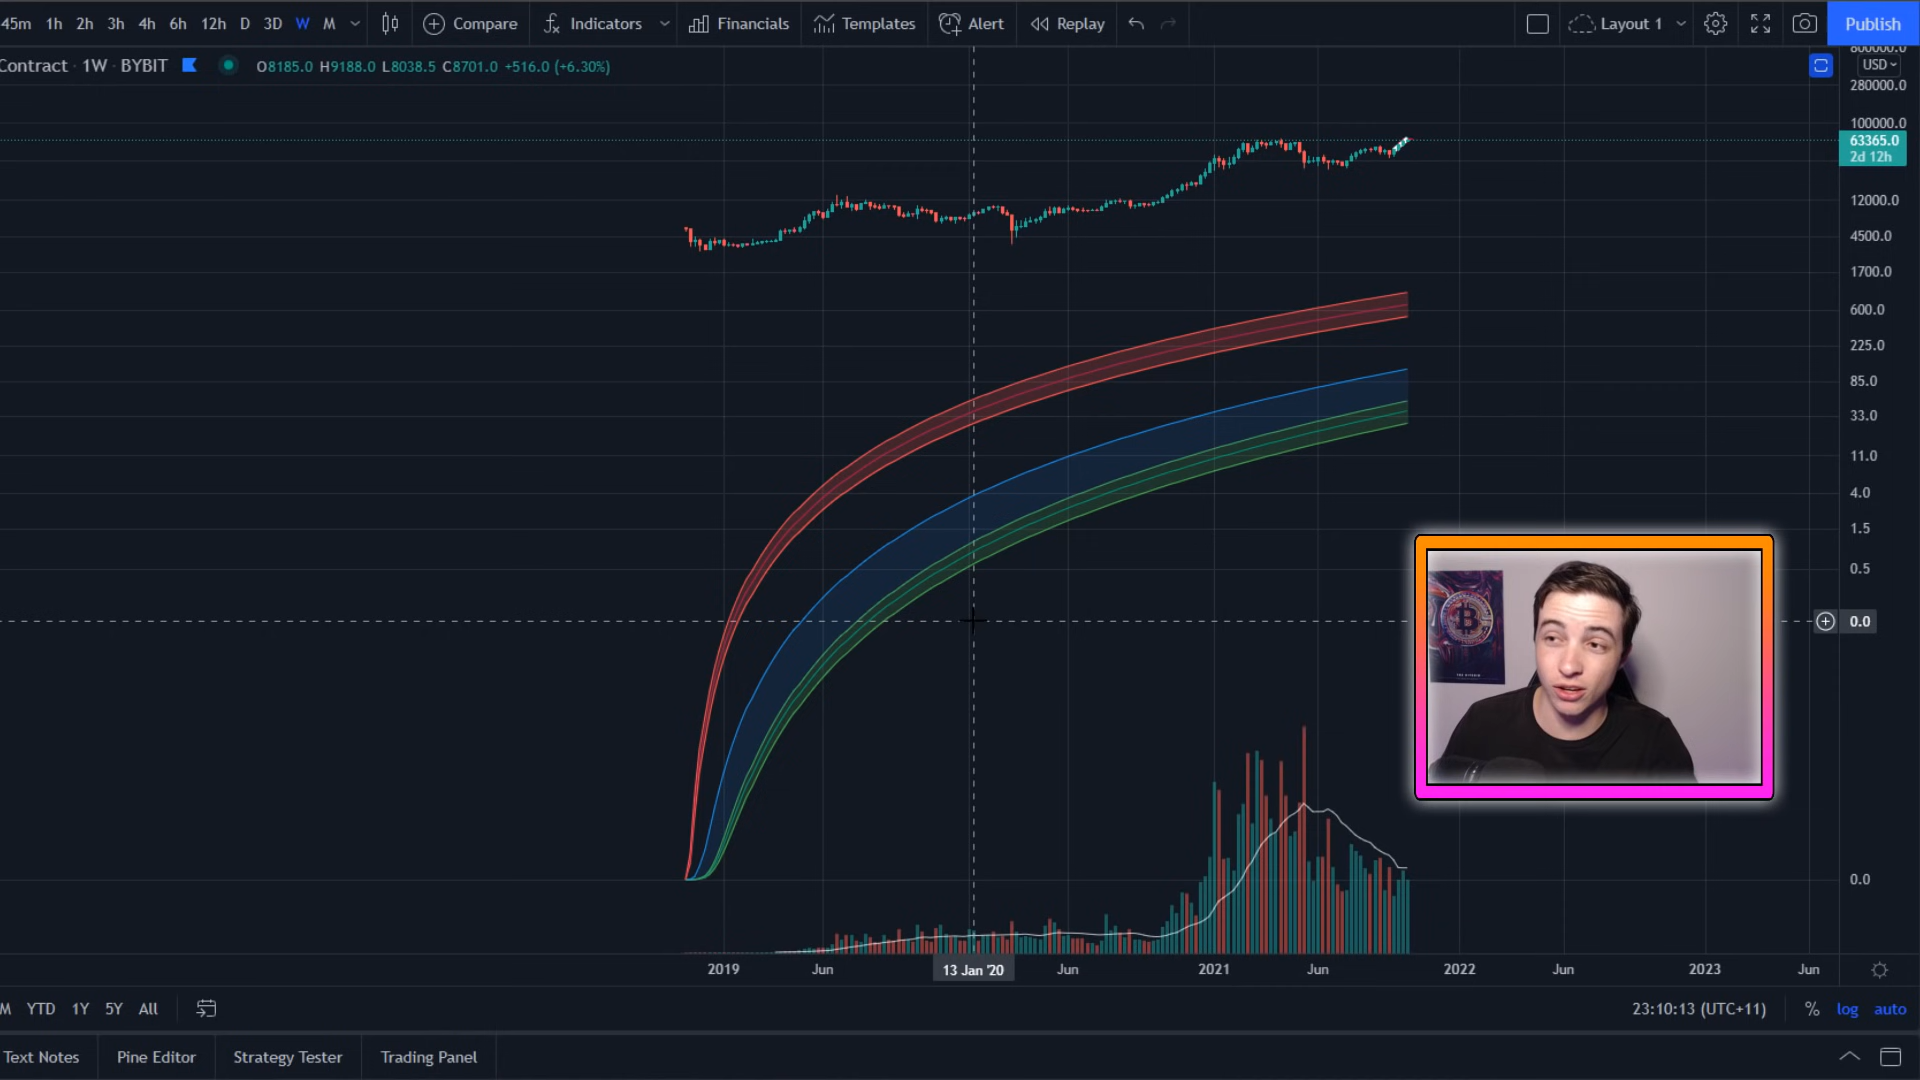 45m 1h 2h 3h 4h 6h 12h D 3D W M Compare Indicators Financials Templates Alert Replay Layout 1 Publish
Contract · 1W · BYBIT O8185.0 H9188.0 L8038.5 C8701.0 +516.0 (+6.30%)
800000.0
USD
280000.0
100000.0
63365.0
2d 12h
12000.0
4500.0
1700.0
600.0
225.0
85.0
33.0
11.0
4.0
1.5
0.5
0.0
0.0
2019 Jun 13 Jan '20 Jun 2021 Jun 2022 Jun 2023 Jun
M YTD 1Y 5Y All 23:10:13 (UTC+11) % log auto
Text Notes Pine Editor Strategy Tester Trading Panel